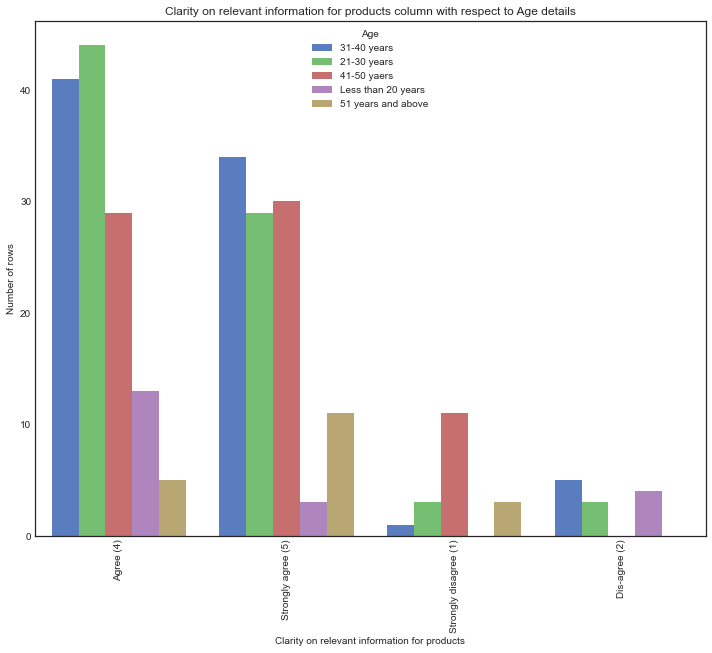 Clarity on relevant information for products column with respect to Age details
Age
31-40 years
21-30 years
41-50 yaers
Less than 20 years
51 years and above
40
30
20
10
0
Number of rows
Agree (4)
Strongly agree (5)
Strongly disagree (1)
Dis-agree (2)
Clarity on relevant information for products